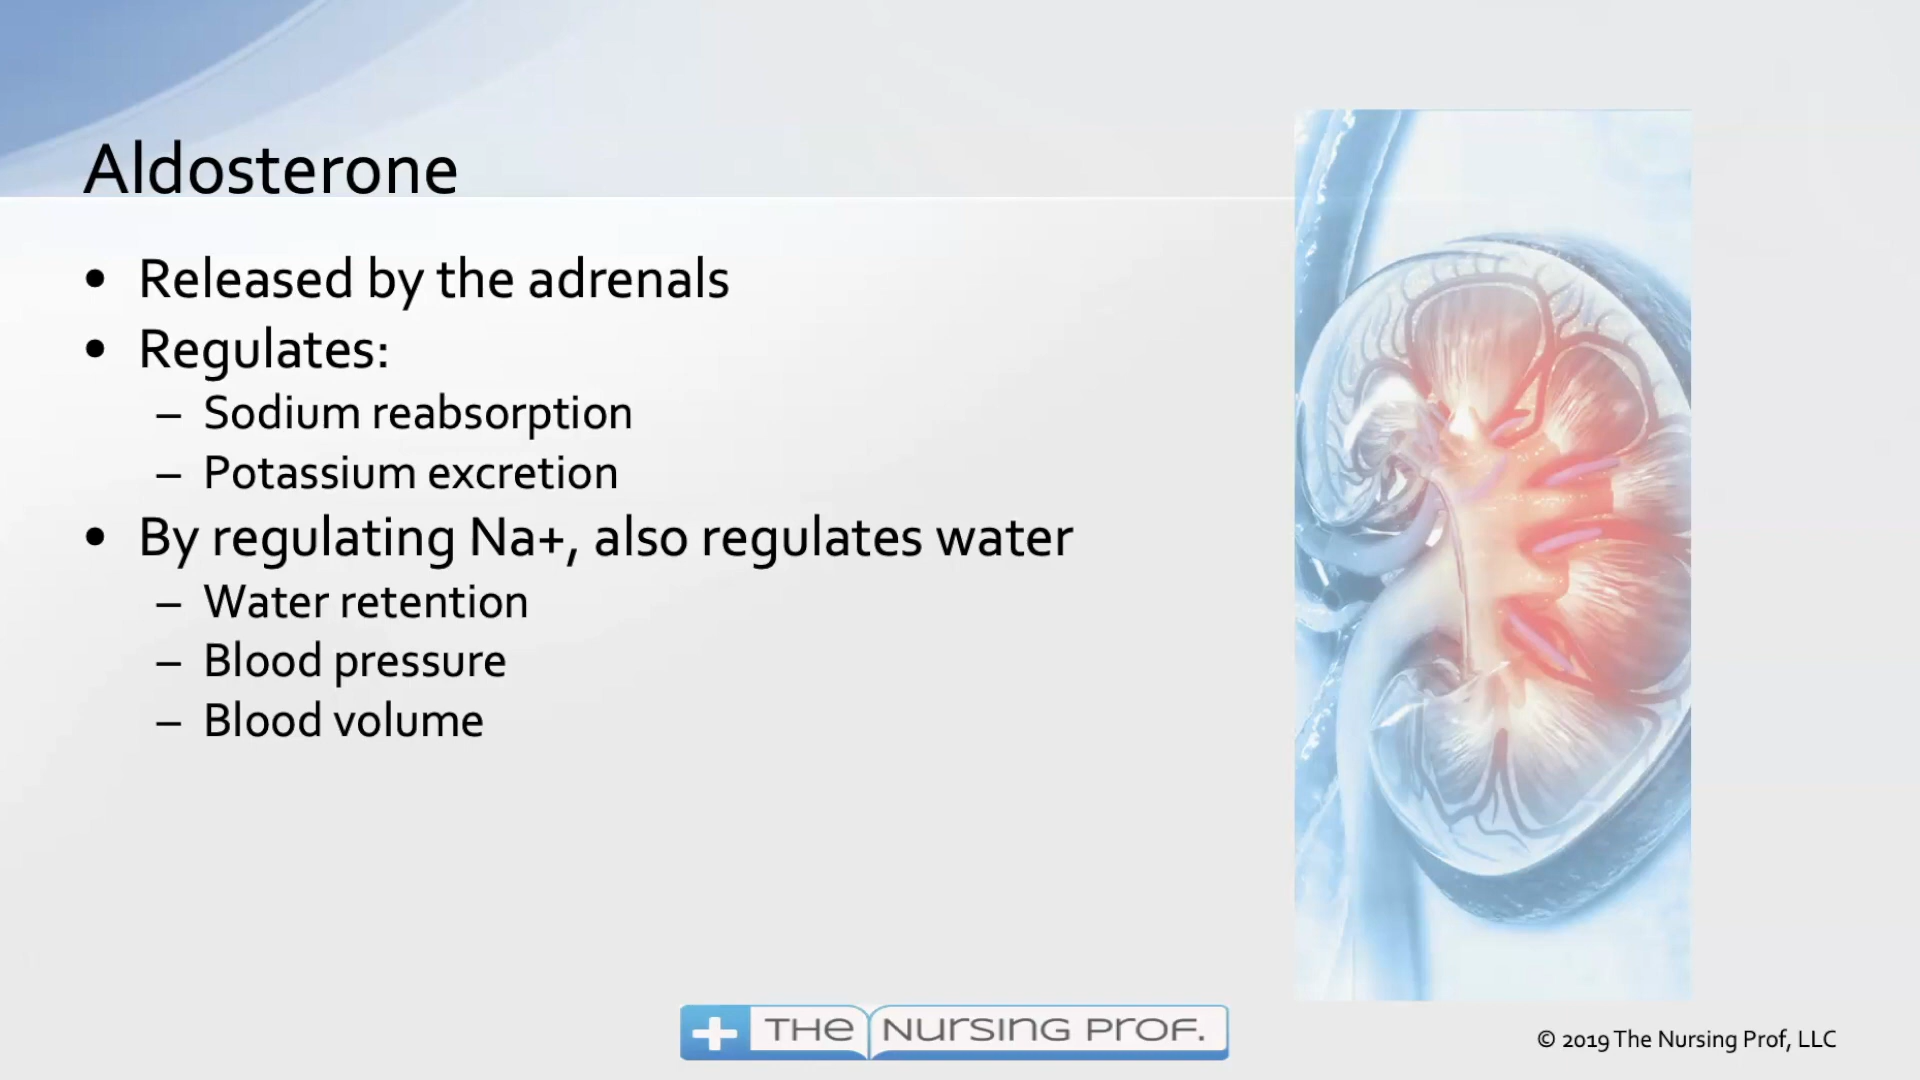 Aldosterone
• Released by the adrenals
• Regulates:
– Sodium reabsorption
– Potassium excretion
• By regulating Na+, also regulates water
– Water retention
– Blood pressure
– Blood volume
THE NURSING PROF.
© 2019 The Nursing Prof, LLC